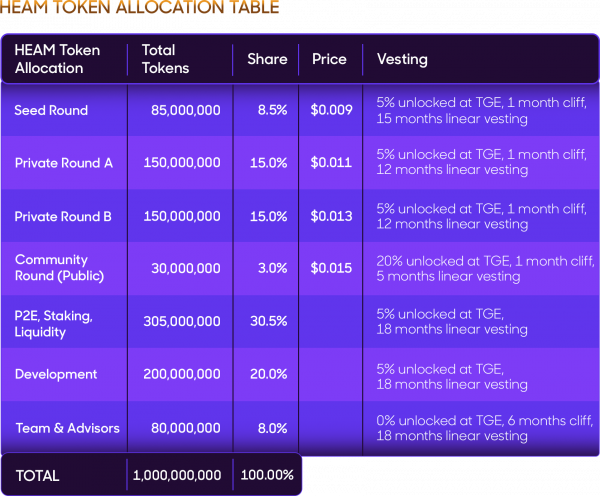 HEAM TOKEN ALLOCATION TABLE
HEAM Token Allocation Total Tokens Share Price Vesting
Seed Round 85,000,000 8.5% $0.009 5% unlocked at TGE, 1 month cliff, 15 months linear vesting
Private Round A 150,000,000 15.0% $0.011 5% unlocked at TGE, 1 month cliff, 12 months linear vesting
Private Round B 150,000,000 15.0% $0.013 5% unlocked at TGE, 1 month cliff, 12 months linear vesting
Community Round (Public) 30,000,000 3.0% $0.015 20% unlocked at TGE, 1 month cliff, 5 months linear vesting
P2E, Staking, Liquidity 305,000,000 30.5% 5% unlocked at TGE, 18 months linear vesting
Development 200,000,000 20.0% 5% unlocked at TGE, 18 months linear vesting
Team & Advisors 80,000,000 8.0% 0% unlocked at TGE, 6 months cliff, 18 months linear vesting
TOTAL 1,000,000,000 100.00%